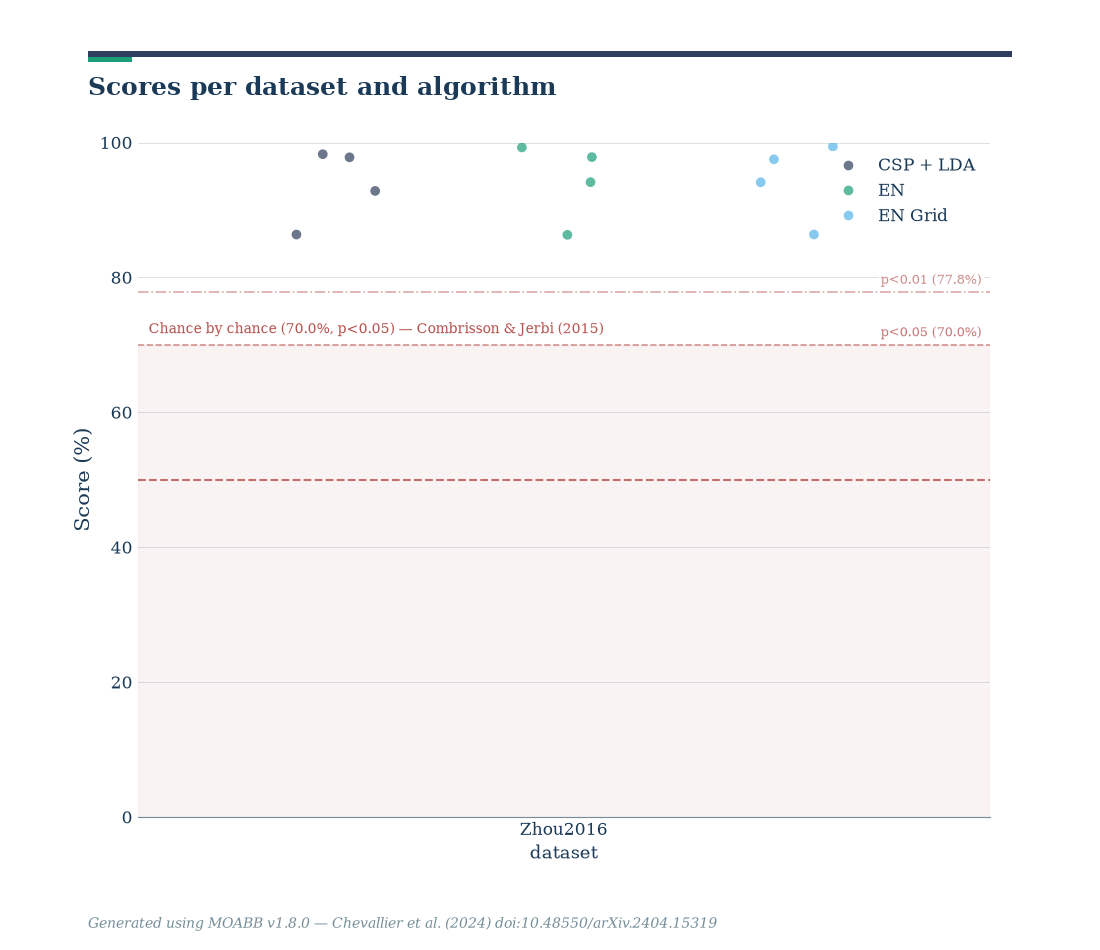 Scores per dataset and algorithm
100
CSP + LDA
EN
EN Grid
80
p<0.01 (77.8%)
Chance by chance (70.0%, p<0.05) — Combrisson & Jerbi (2015)
p<0.05 (70.0%)
60
Score (%)
40
20
0
Zhou2016
dataset
Generated using MOABB v1.8.0 — Chevallier et al. (2024) doi:10.48550/arXiv.2404.15319